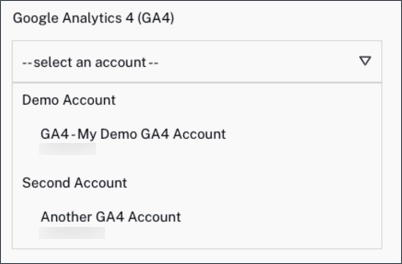 Google Analytics 4 (GA4)
--select an account--
Demo Account
GA4 - My Demo GA4 Account
Second Account
Another GA4 Account